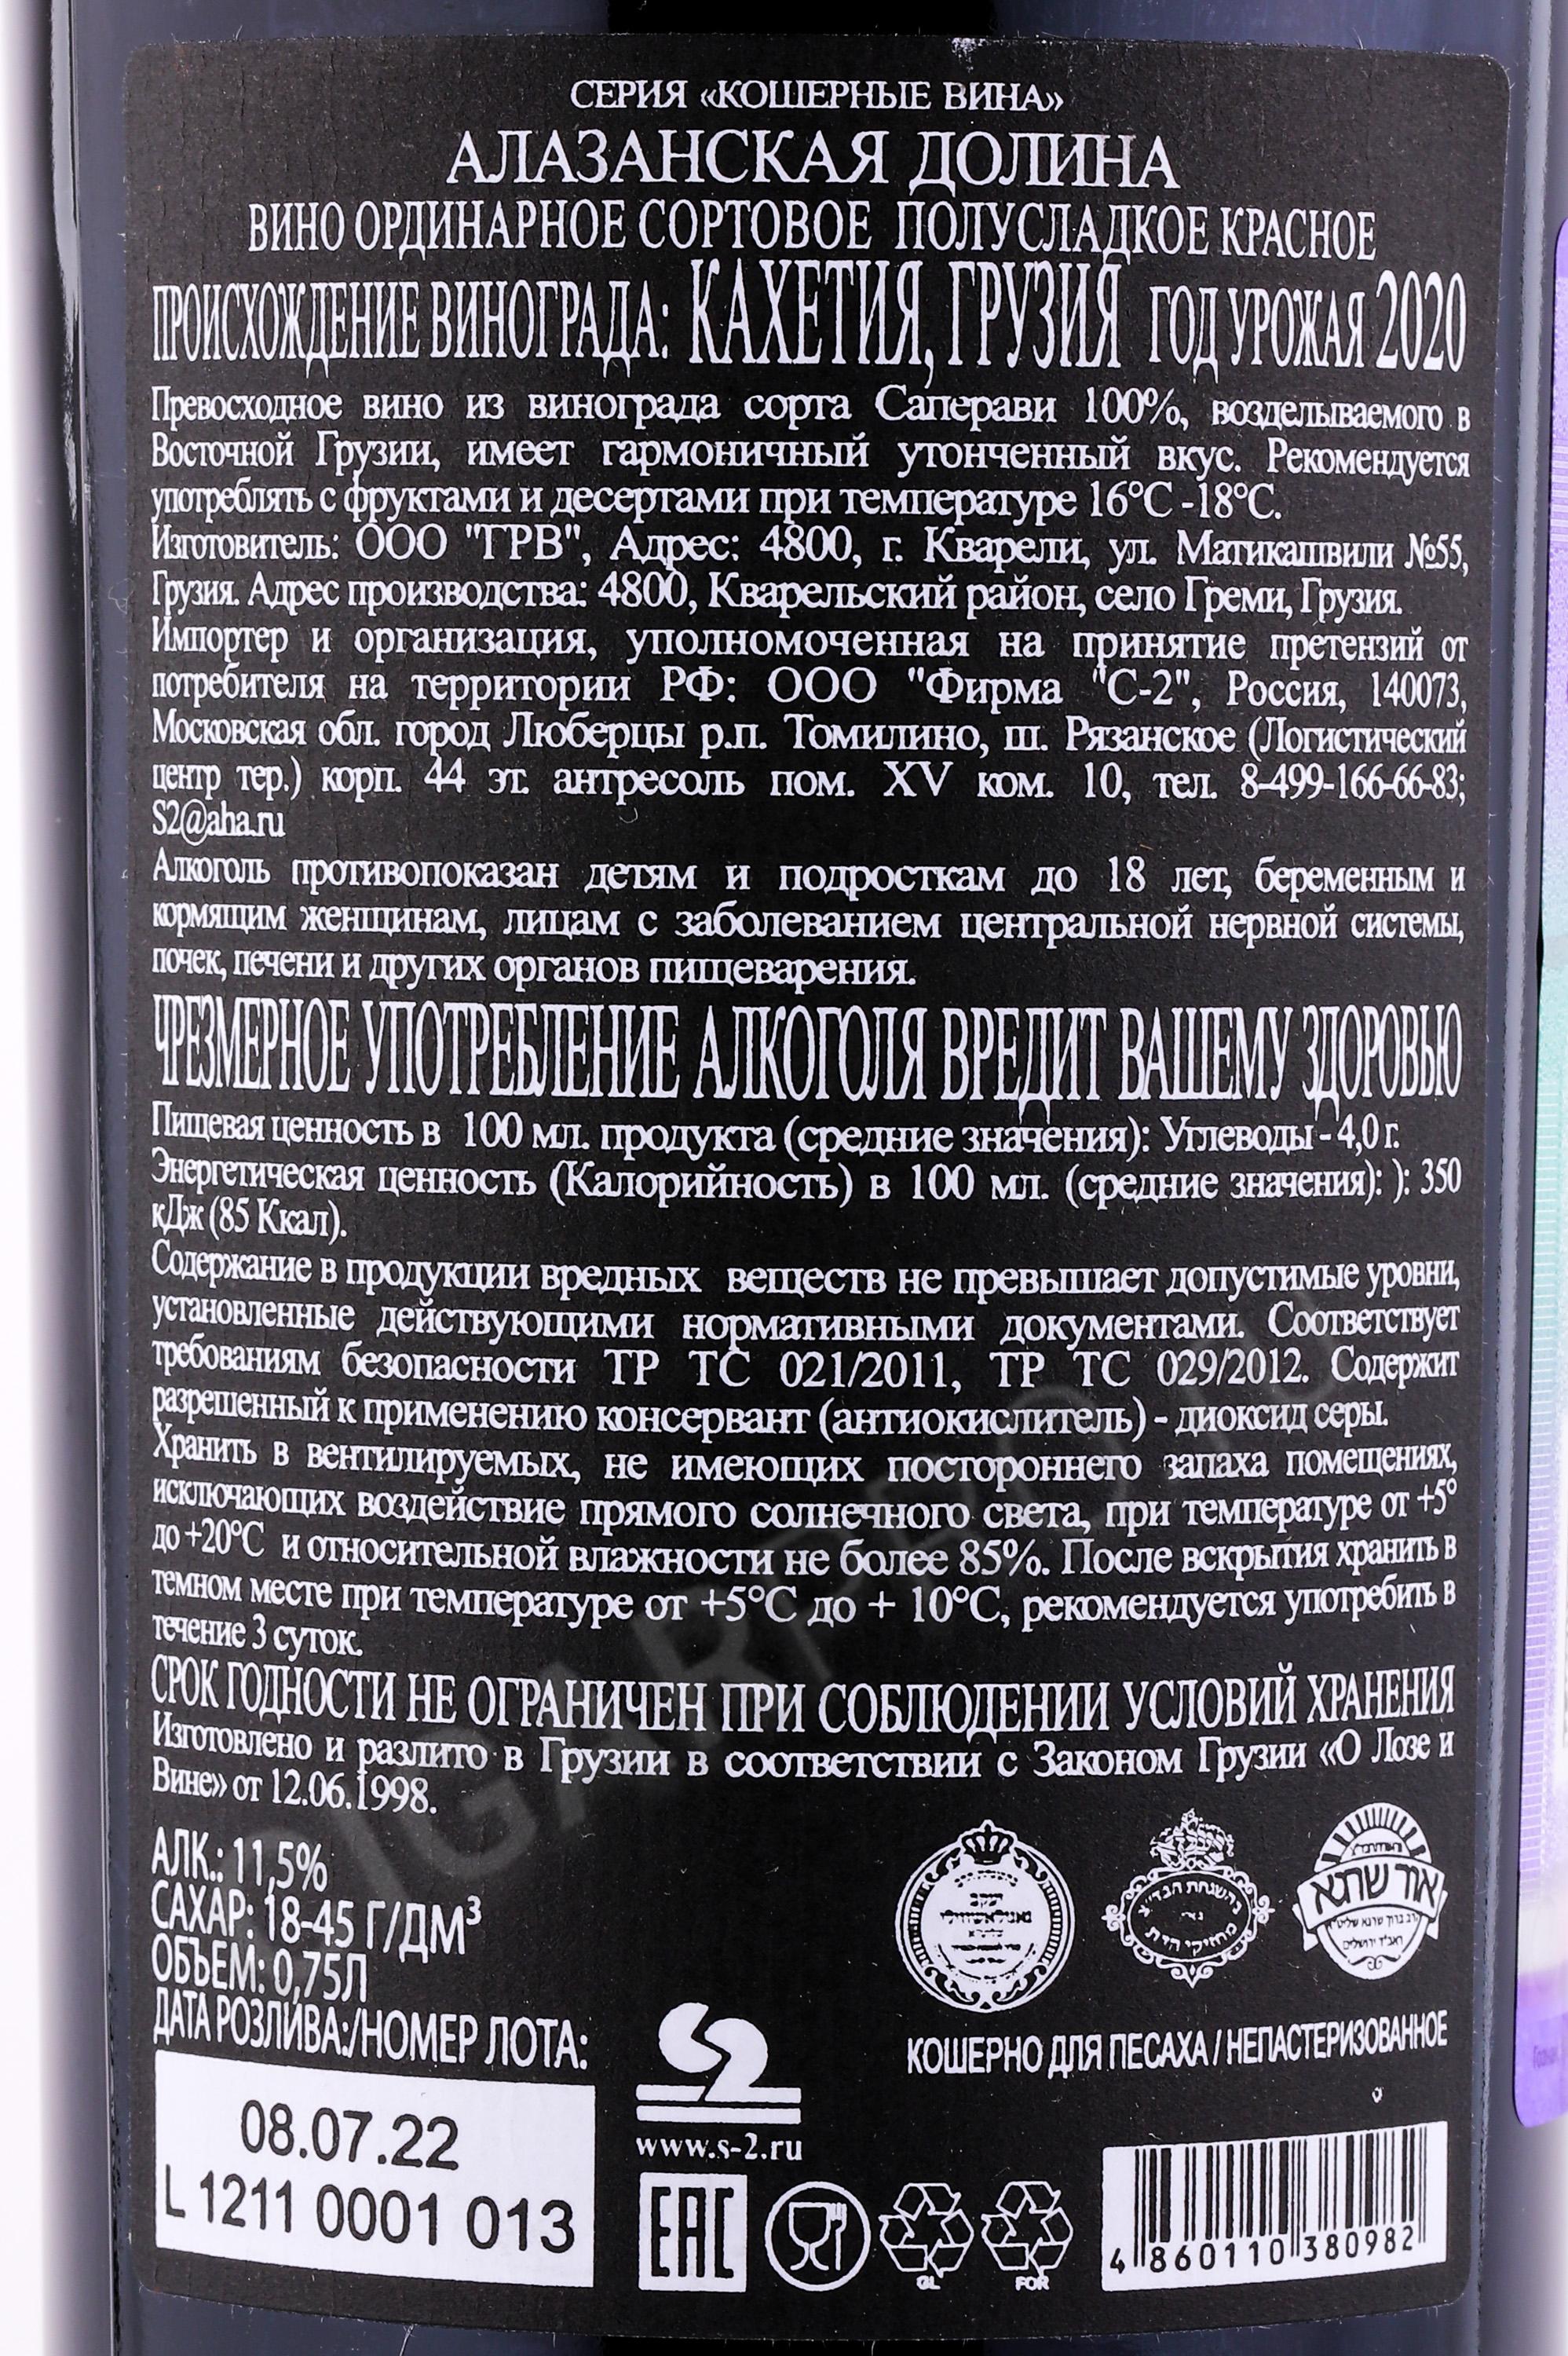 СЕРИЯ «КОШЕРНЫЕ ВИНА»
АЛАЗАНСКАЯ ДОЛИНА
ВИНО ОРДИНАРНОЕ СОРТОВОЕ ПОЛУСЛАДКОЕ КРАСНОЕ
ПРОИСХОЖДЕНИЕ ВИНОГРАДА: КАХЕТИЯ, ГРУЗИЯ ГОД УРОЖАЯ 2020
Превосходное вино из винограда сорта Саперави 100%, возделываемого в
Восточной Грузии, имеет гармоничный утонченный вкус. Рекомендуется
употреблять с фруктами и десертами при температуре 16°C -18°C.
Изготовитель: ООО "ГРВ", Адрес: 4800, г. Кварели, ул. Матикашвили №55,
Грузия. Адрес производства: 4800, Кварельский район, село Греми, Грузия.
Импортер и организация, уполномоченная на принятие претензий от
потребителя на территории РФ: ООО "Фирма "С-2", Россия, 140073,
Московская обл. город Люберцы р.п. Томилино, ш. Рязанское (Логистический
центр тер.) корп. 44 эт. антресоль пом. XV ком. 10, тел. 8-499-166-66-83;
S2@aha.ru
Алкоголь противопоказан детям и подросткам до 18 лет, беременным и
кормящим женщинам, лицам с заболеванием центральной нервной системы,
почек, печени и других органов пищеварения.
ЧРЕЗМЕРНОЕ УПОТРЕБЛЕНИЕ АЛКОГОЛЯ ВРЕДИТ ВАШЕМУ ЗДОРОВЬЮ
Пищевая ценность в 100 мл. продукта (средние значения): Углеводы - 4,0 г.
Энергетическая ценность (Калорийность) в 100 мл. (средние значения): ): 350
кДж (85 Ккал).
Содержание в продукции вредных веществ не превышает допустимые уровни,
установленные действующими нормативными документами. Соответствует
требованиям безопасности ТР ТС 021/2011, ТР ТС 029/2012. Содержит
разрешенный к применению консервант (антиокислитель) - диоксид серы.
Хранить в вентилируемых, не имеющих постороннего запаха помещениях,
исключающих воздействие прямого солнечного света, при температуре от +5°
до +20°C и относительной влажности не более 85%. После вскрытия хранить в
темном месте при температуре от +5°C до + 10°C, рекомендуется употребить в
течение 3 суток.
СРОК ГОДНОСТИ НЕ ОГРАНИЧЕН ПРИ СОБЛЮДЕНИИ УСЛОВИЙ ХРАНЕНИЯ
Изготовлено и разлито в Грузии в соответствии с Законом Грузии «О Лозе и
Вине» от 12.06.1998.
АЛК.: 11,5%
САХАР: 18-45 Г/ДМ³
ОБЪЕМ: 0,75Л
ДАТА РОЗЛИВА:/НОМЕР ЛОТА:
08.07.22
L 1211 0001 013
S2
www.s-2.ru
EAC
GL
FOR
בהשגחת הבד״צ
מחזיקי הדת
אור שתא
КОШЕРНО ДЛЯ ПЕСАХА / НЕПАСТЕРИЗОВАННОЕ
4 860110 380982
CIGARPRO.RU